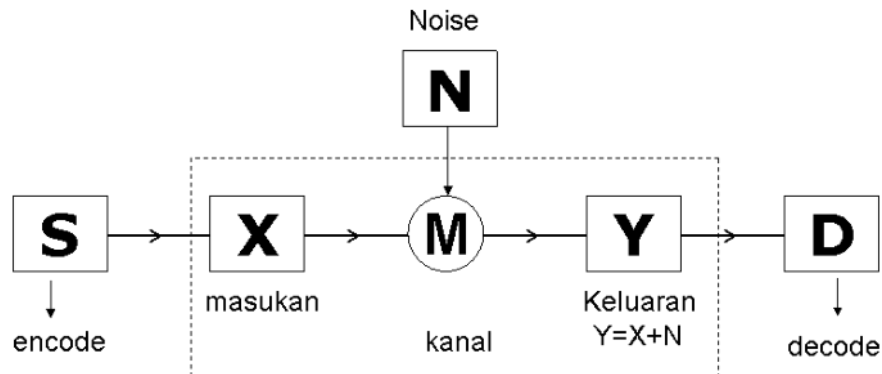 Noise
N
S
X
M
Y
D
masukan
Keluaran
encode
kanal
Y=X+N
decode